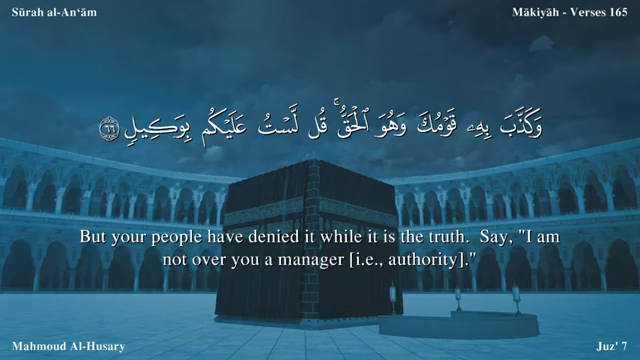 Sūrah al-An‘ām
Mākiyāh - Verses 165
وَكَذَّبَ بِهِۦ قَوْمُكَ وَهُوَ ٱلْحَقُّ ۚ قُل لَّسْتُ عَلَيْكُم بِوَكِيلٍ ٦٦
But your people have denied it while it is the truth. Say, "I am
not over you a manager [i.e., authority]."
Mahmoud Al-Husary
Juz' 7